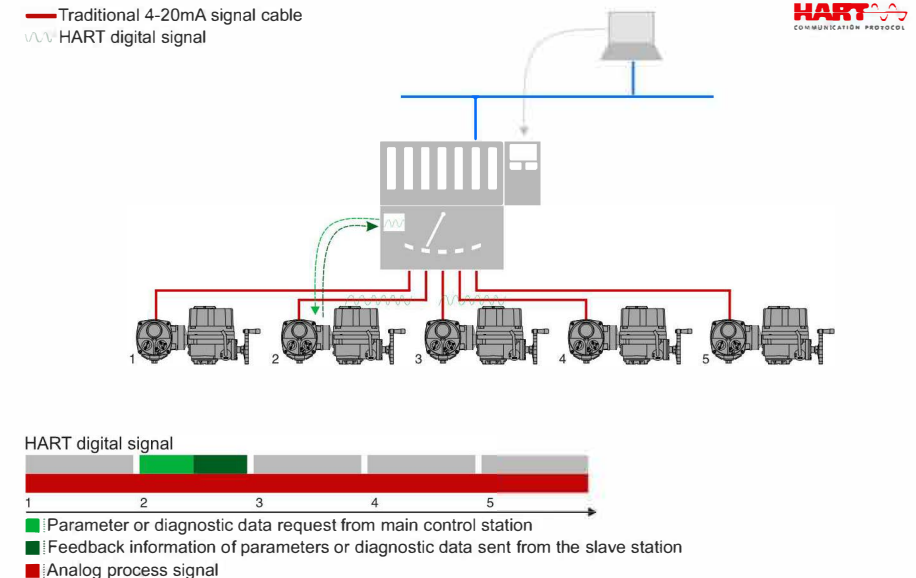 Traditional 4-20mA signal cable
HART digital signal
HART
COMMUNICATION PROTOCOL
1
2
3
4
5
HART digital signal
1
2
3
4
5
Parameter or diagnostic data request from main control station
Feedback information of parameters or diagnostic data sent from the slave station
Analog process signal